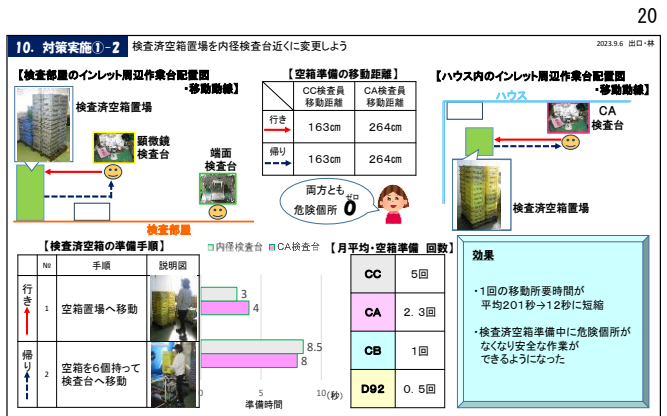 20
10. 対策実施①-2 検査済空箱置場を内径検査台近くに変更しよう
2023.9.6 出口・林
【検査部屋のインレット周辺作業台配置図
・移動動線】
検査済空箱置場
顕微鏡
検査台
端面
検査台
検査部屋
【空箱準備の移動距離】
CC検査員
移動距離
CA検査員
移動距離
行き
163㎝
264㎝
帰り
163㎝
264㎝
両方とも
危険個所 0
ゼロ
【ハウス内のインレット周辺作業台配置図
・移動動線】
ハウス
CA
検査台
検査済空箱置場
【検査済空箱の準備手順】
№
手順
説明図
行き
1
空箱置場へ移動
帰り
2
空箱を6個持って
検査台へ移動
内径検査台
CA検査台
3
4
8.5
8
0
5
10
(秒)
準備時間
【月平均・空箱準備 回数】
CC
5回
CA
2.3回
CB
1回
D92
0.5回
効果
・1回の移動所要時間が
平均201秒→12秒に短縮
・検査済空箱準備中に危険個所が
なくなり安全な作業が
できるようになった